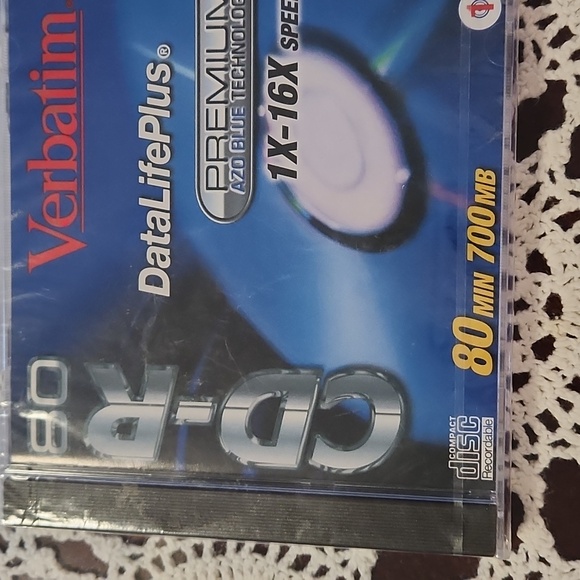 Verbatim.
DataLifePlus®
PREMIUM
AZO BLUE TECHNOLOGY
1X-16X SPEED
80 MIN 700MB
CD-R
80
COMPACT
disc
Recordable